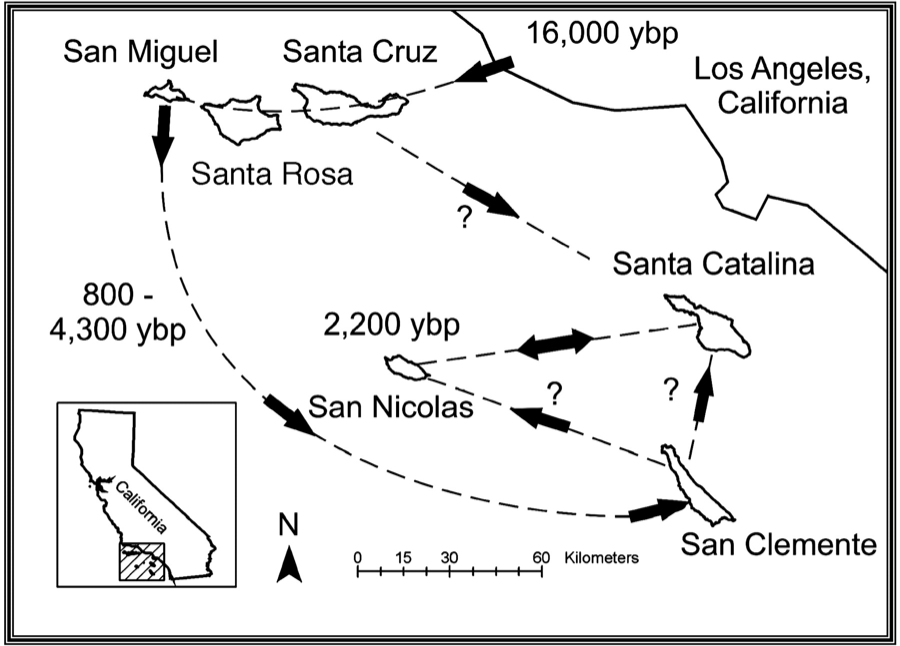 16,000 ybp
San Miguel
Santa Cruz
Los Angeles,
California
Santa Rosa
?
Santa Catalina
800 -
4,300 ybp
2,200 ybp
?
?
San Nicolas
California
N
San Clemente
0 15 30 60 Kilometers